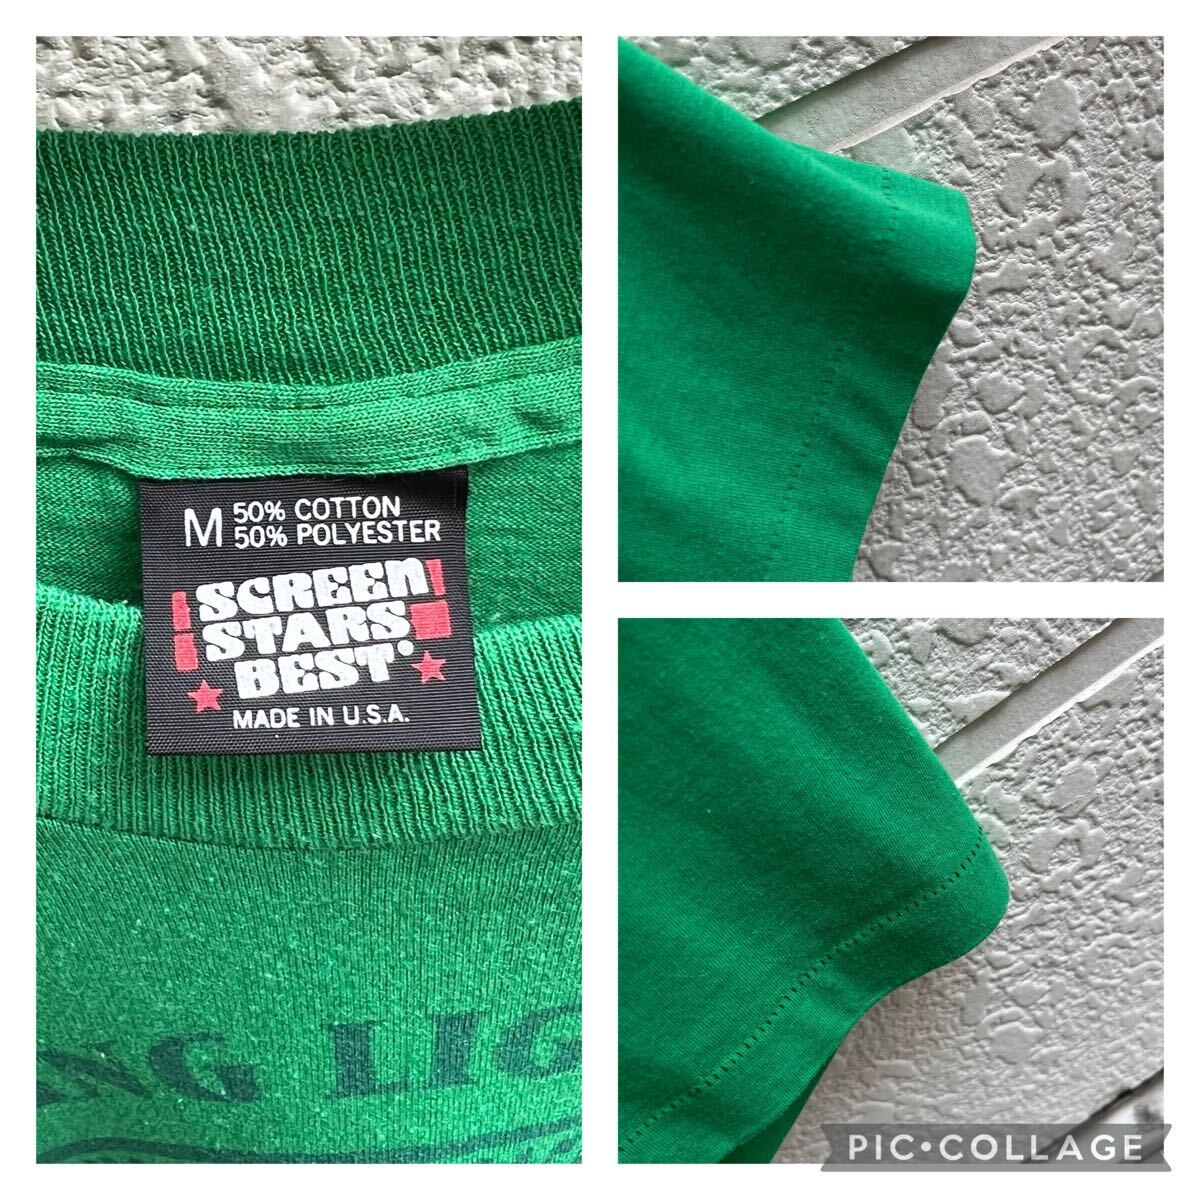 M 50% COTTON
50% POLYESTER
SCREEN
STARS
BEST
MADE IN U.S.A.
PIC•COLLAGE